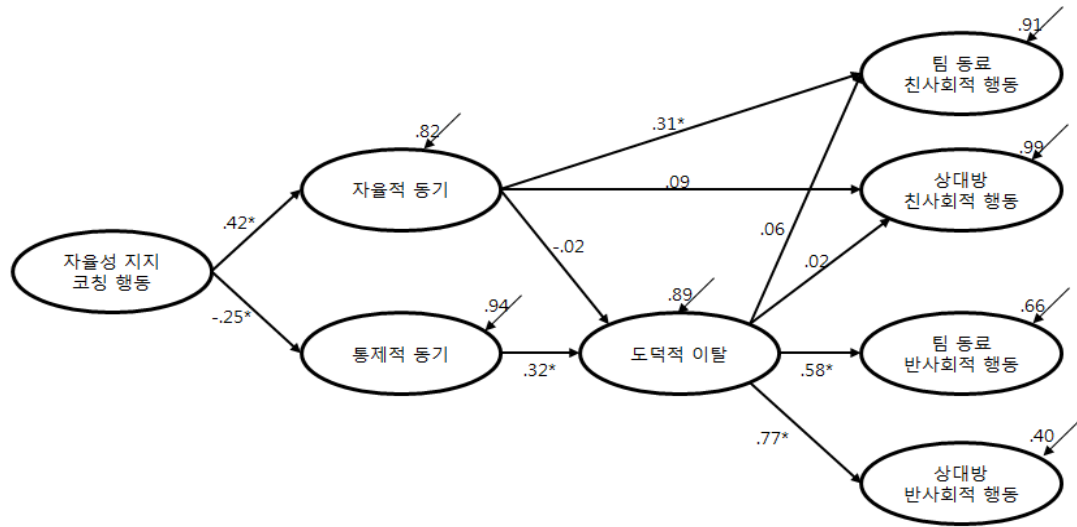 .91
팀 동료
친사회적 행동
.82
.31*
.99
자율적 동기
.09
상대방
친사회적 행동
.42*
.06
-.02
자율성 지지
코칭 행동
.02
.89
-.25*
.94
.66
통제적 동기
.32*
도덕적 이탈
.58*
팀 동료
반사회적 행동
.77*
.40
상대방
반사회적 행동